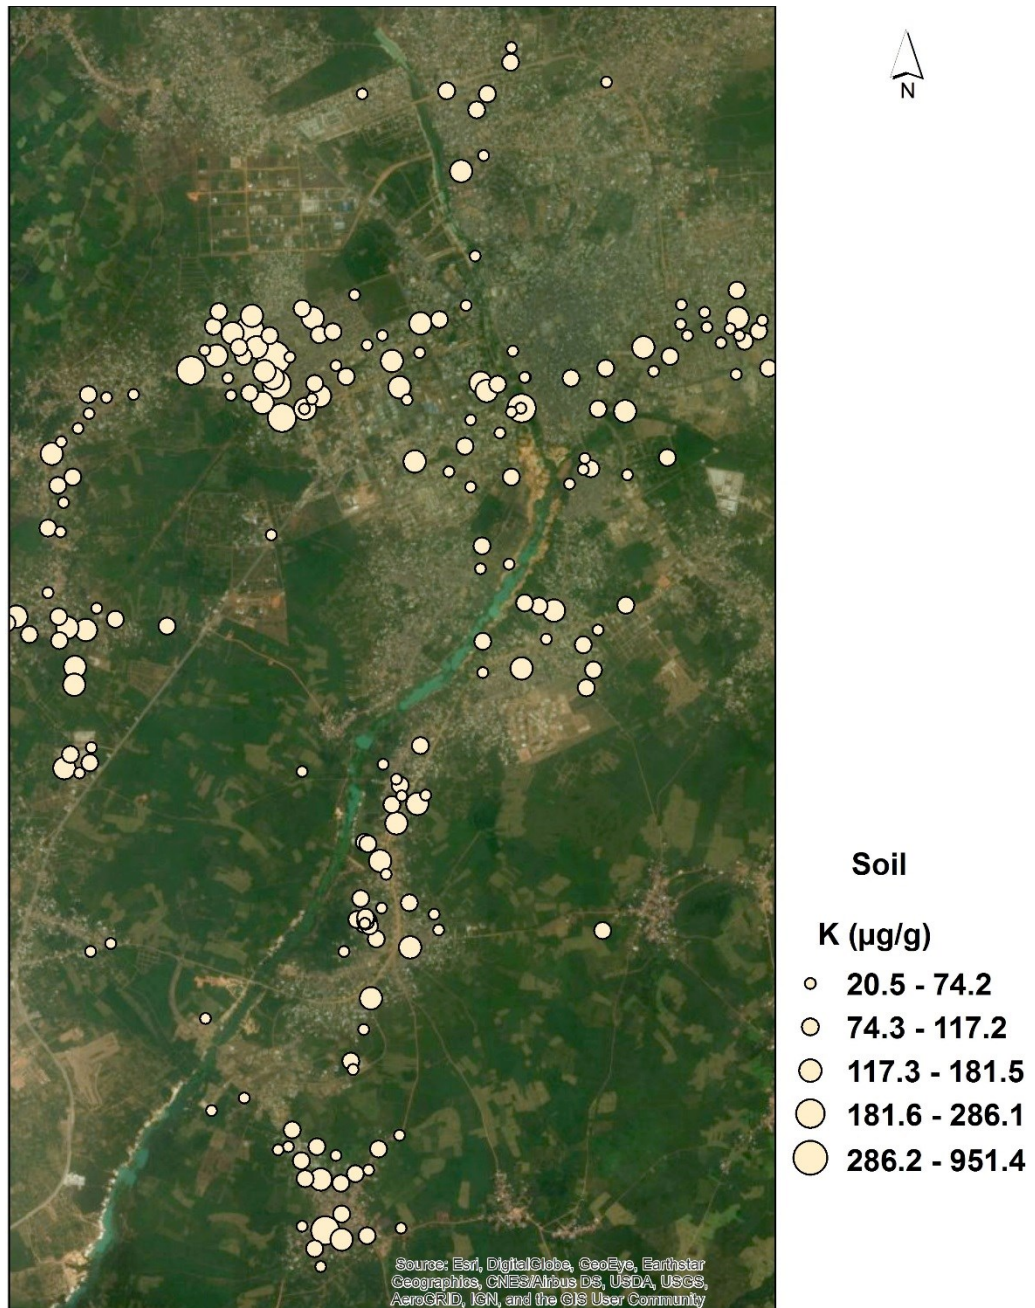 N
Soil
K (µg/g)
20.5 - 74.2
74.3 - 117.2
117.3 - 181.5
181.6 - 286.1
286.2 - 951.4
Source: Esri, DigitalGlobe, GeoEye, Earthstar
Geographics, CNES/Airbus DS, USDA, USGS,
AeroGRID, IGN, and the GIS User Community